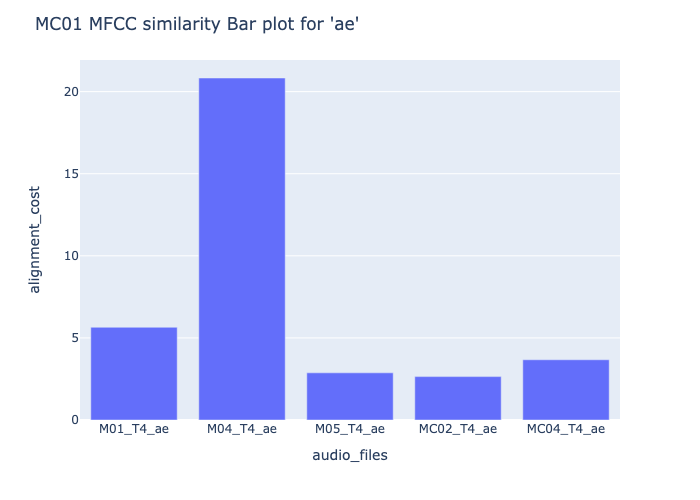 MC01 MFCC similarity Bar plot for 'ae'
20
15
10
5
0
alignment_cost
M01_T4_ae M04_T4_ae M05_T4_ae MC02_T4_ae MC04_T4_ae
audio_files